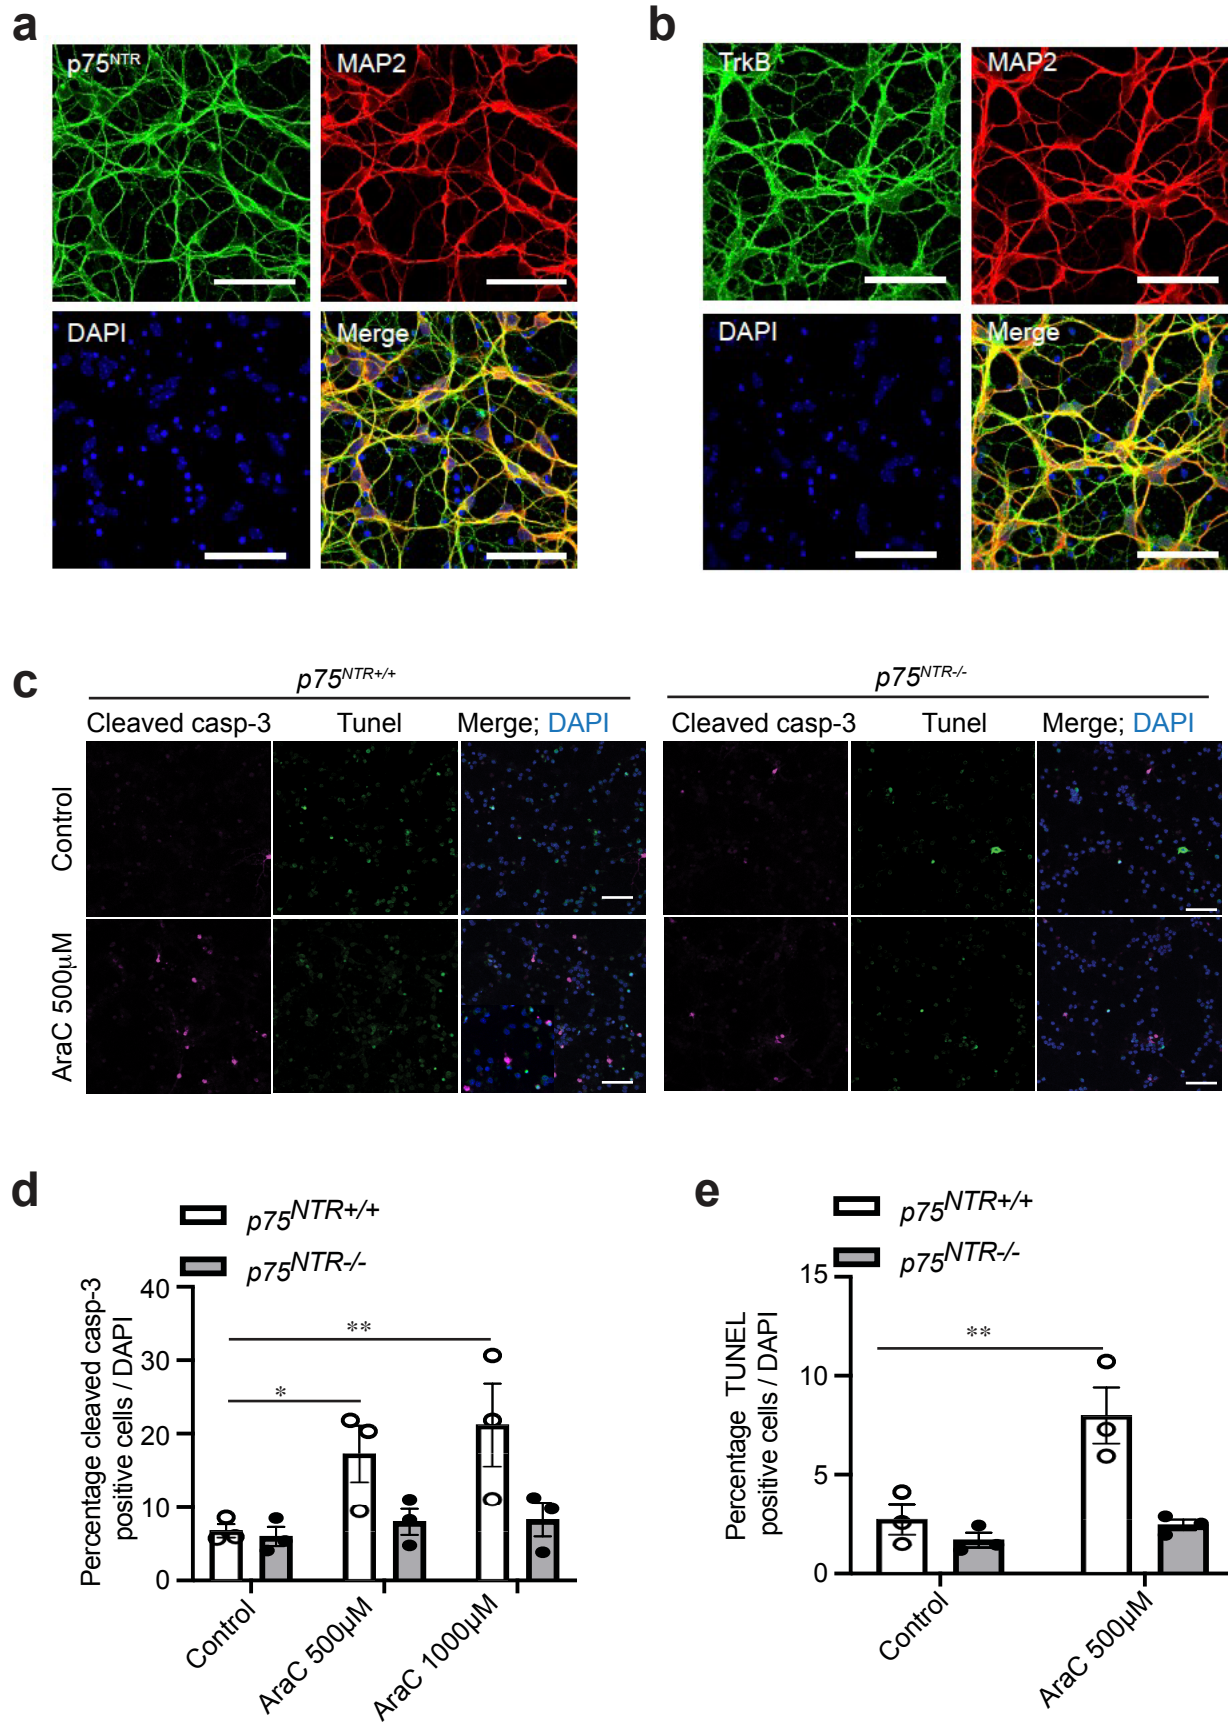 a
b
p75NTR
MAP2
TrkB
MAP2
DAPI
Merge
DAPI
Merge
c
p75NTR+/+
p75NTR-/-
Cleaved casp-3
Tunel
Merge; DAPI
Cleaved casp-3
Tunel
Merge; DAPI
Control
AraC 500µM
d
p75NTR+/+
p75NTR-/-
Percentage cleaved casp-3
positive cells / DAPI
40
30
20
10
0
*
**
Control
AraC 500µM
AraC 1000µM
e
p75NTR+/+
p75NTR-/-
Percentage TUNEL
positive cells / DAPI
15
10
5
0
**
Control
AraC 500µM